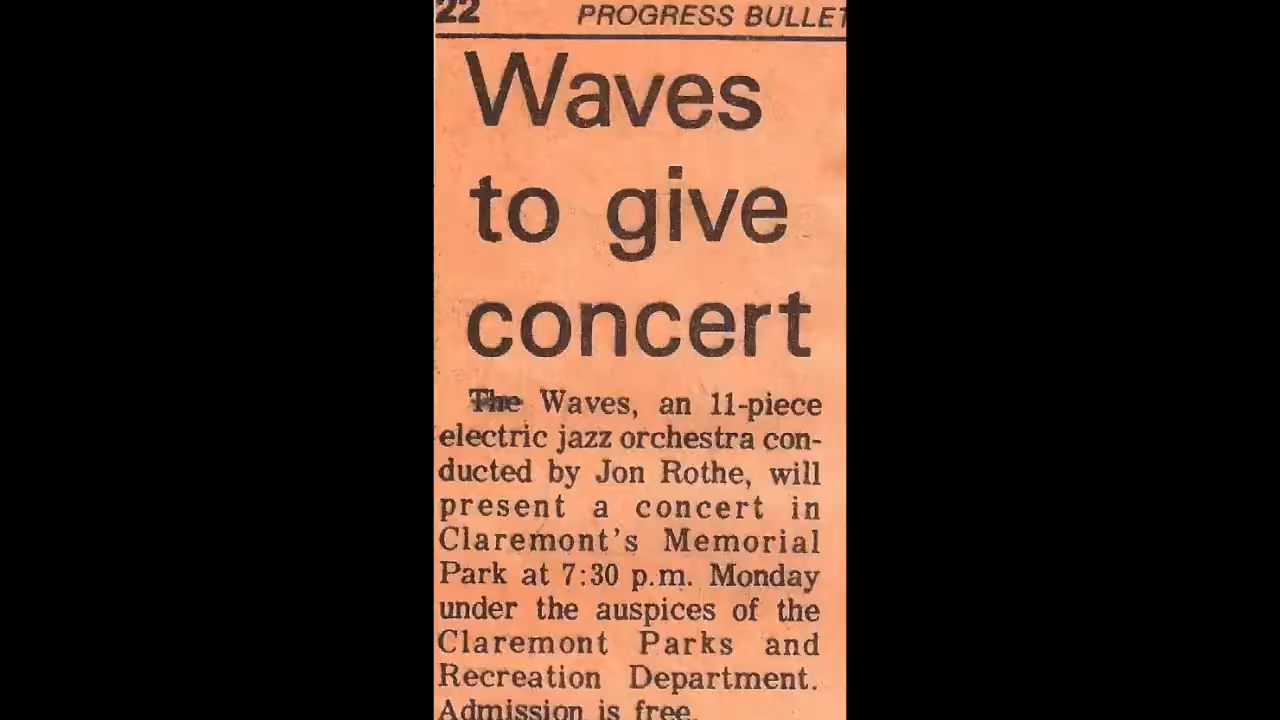 22 PROGRESS BULLET
Waves
to give
concert
The Waves, an 11-piece
electric jazz orchestra con-
ducted by Jon Rothe, will
present a concert in
Claremont's Memorial
Park at 7:30 p.m. Monday
under the auspices of the
Claremont Parks and
Recreation Department.
Admission is free.